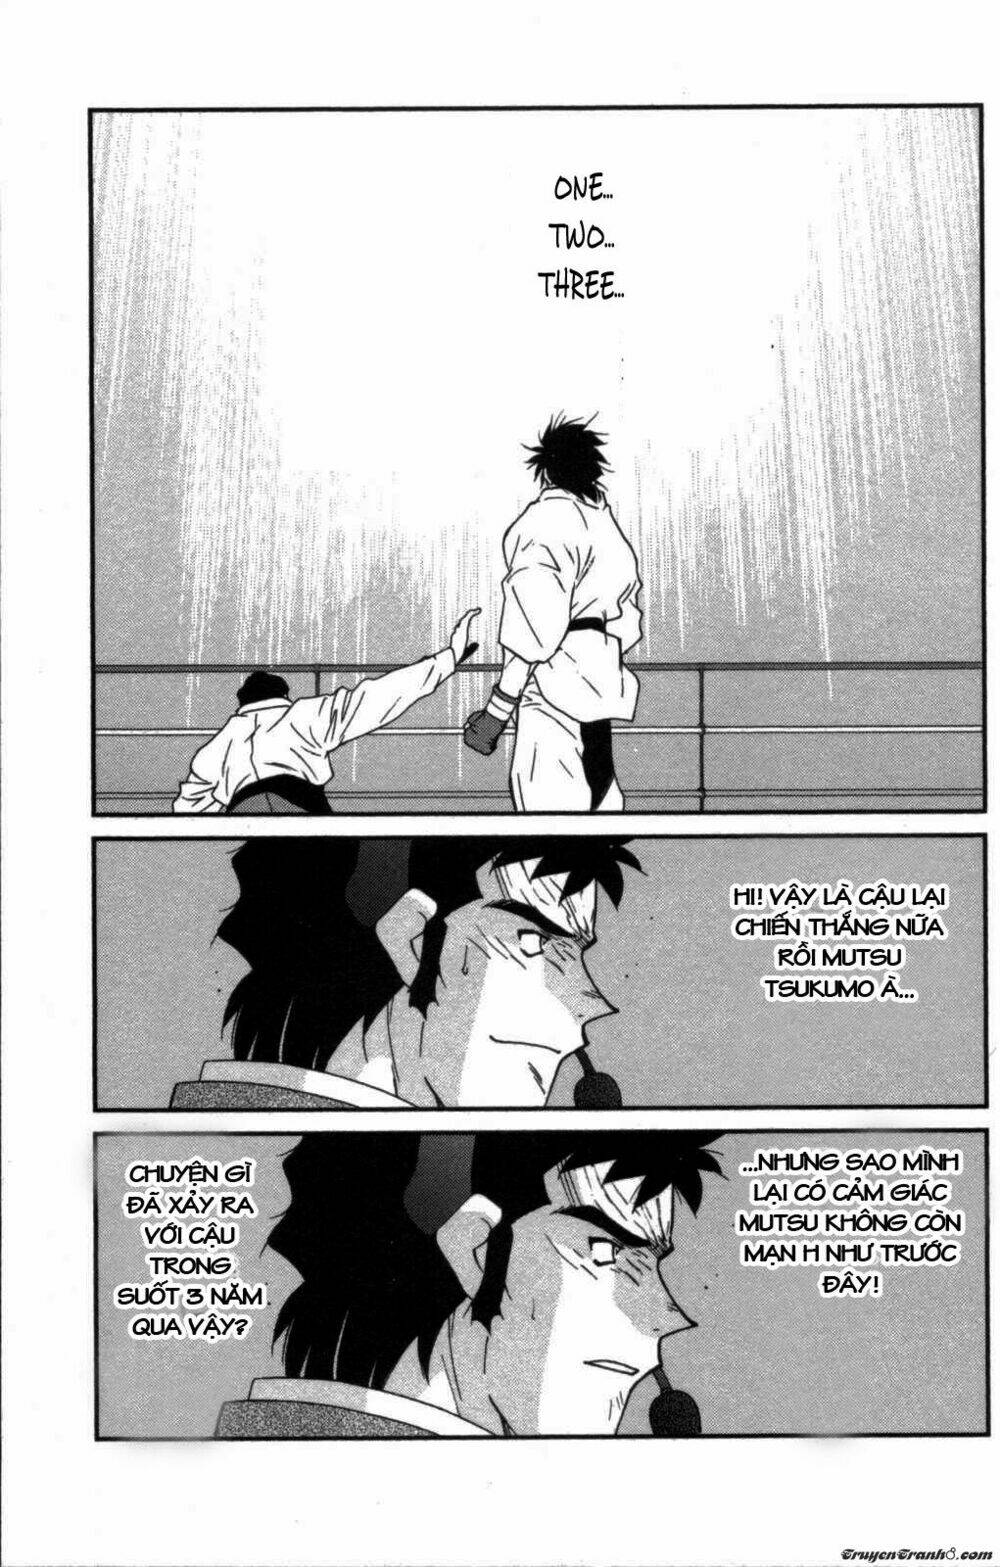 ONE...
TWO...
THREE...
HI! VẬY LÀ CẬU LẠI
CHIẾN THẮNG NỮA
RỒI MUTSU
TSUKUMO À...
...NHƯNG SAO MÌNH
LẠI CÓ CẢM GIÁC
MUTSU KHÔNG CÒN
MẠN H NHƯ TRƯỚC
ĐÂY!
CHUYỆN GÌ
ĐÃ XẢY RA
VỚI CẬU
TRONG
SUỐT 3 NĂM
QUA VẬY?
TruyenTranh8.com